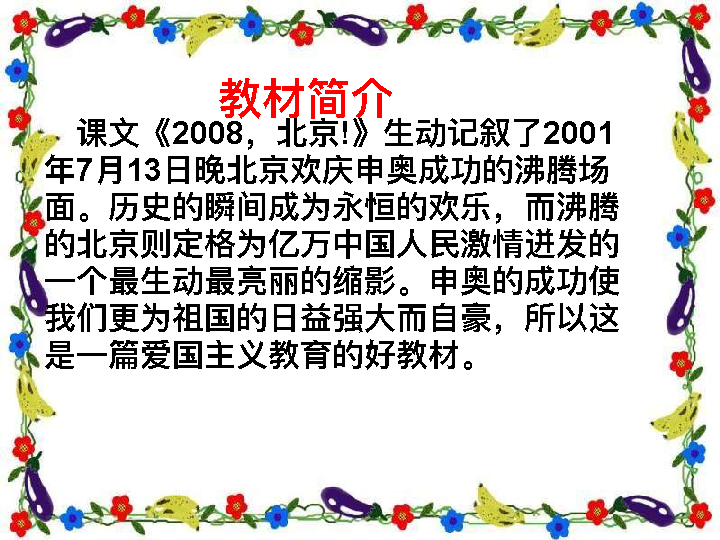 教材简介
课文《2008，北京!》生动记叙了2001
年7月13日晚北京欢庆申奥成功的沸腾场
面。历史的瞬间成为永恒的欢乐，而沸腾
的北京则定格为亿万中国人民激情迸发的
一个最生动最亮丽的缩影。申奥的成功使
我们更为祖国的日益强大而自豪，所以这
是一篇爱国主义教育的好教材。